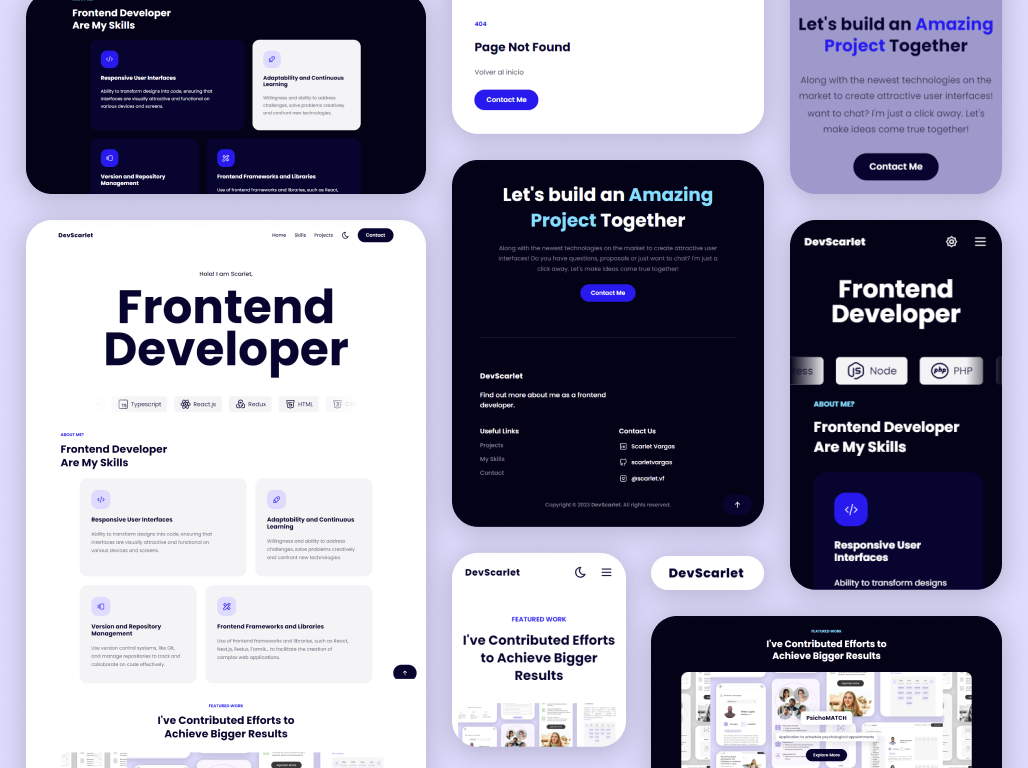 Frontend Developer
Are My Skills
Responsive User Interfaces
Ability to transform designs into code, ensuring that
interfaces are visually attractive and functional on
various devices and screens.
Adaptability and Continuous
Learning
Willingness and ability to address
challenges, solve problems creatively
and confront new technologies.
Version and Repository
Management
Frontend Frameworks and Libraries
Use of frontend frameworks and libraries, such as React,
DevScarlet
Home
Skills
Projects
Contact
Hola! I am Scarlet,
Frontend
Developer
Typescript
React.js
Redux
HTML
ABOUT ME?
Frontend Developer
Are My Skills
Responsive User Interfaces
Ability to transform designs into code, ensuring that
interfaces are visually attractive and functional on
various devices and screens.
Adaptability and Continuous
Learning
Willingness and ability to address
challenges, solve problems creatively
and confront new technologies.
Version and Repository
Management
Use version control systems, like Git,
and manage repositories to track and
collaborate on code effectively.
Frontend Frameworks and Libraries
Use of frontend frameworks and libraries, such as React,
Next.js, Redux, Formik... to facilitate the creation of
complex web applications.
FEATURED WORK
I've Contributed Efforts to
Achieve Bigger Results
404
Page Not Found
Volver al inicio
Contact Me
Let's build an Amazing
Project Together
Along with the newest technologies on the market to create attractive user
interfaces! Do you have questions, proposals or just want to chat? I'm just a
click away. Let's make ideas come true together!
Contact Me
DevScarlet
Find out more about me as a frontend
developer.
Useful Links
Projects
My Skills
Contact
Contact Us
Scarlet Vargas
scarletvargas
@scarlet.vf
Copyright © 2023 DevScarlet. All rights reserved.
DevScarlet
FEATURED WORK
I've Contributed Efforts
to Achieve Bigger
Results
DevScarlet
Let's build an Amazing
Project Together
Along with the newest technologies on the
market to create attractive user interfaces!
want to chat? I'm just a click away. Let's
make ideas come true together!
Contact Me
DevScarlet
Frontend
Developer
ess
Node
PHP
ABOUT ME?
Frontend Developer
Are My Skills
Responsive User
Interfaces
Ability to transform designs
FEATURED WORK
I've Contributed Efforts to
Achieve Bigger Results
PsichoMATCH
Application to schedule psychological appointments
Explore More